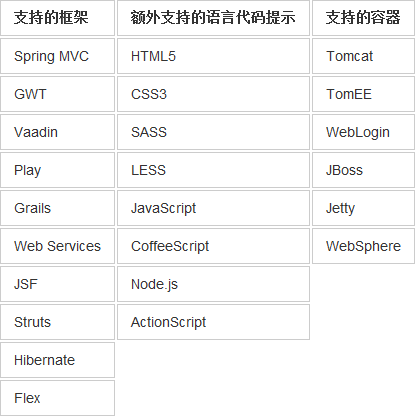 支持的框架 额外支持的语言代码提示 支持的容器
Spring MVC HTML5 Tomcat
GWT CSS3 TomEE
Vaadin SASS WebLogin
Play LESS JBoss
Grails JavaScript Jetty
Web Services CoffeeScript WebSphere
JSF Node.js
Struts ActionScript
Hibernate
Flex